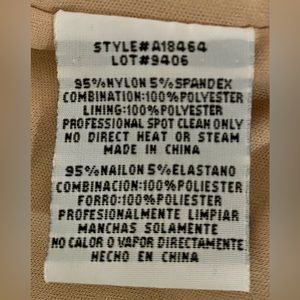 STYLE#A18464
LOT#9406
95%NYLON 5%SPANDEX
COMBINATION:100%POLYESTER
LINING:100%POLYESTER
PROFESSIONAL SPOT CLEAN ONLY
NO DIRECT HEAT OR STEAM
MADE IN CHINA
95%NAILON 5%ELASTANO
COMBINACION:100%POLIESTER
FORRO:100%POLIESTER
PROFESIONALMENTE LIMPIAR
MANCHAS SOLAMENTE
NO CALOR O VAPOR DIRECTAMENTE
HECHO EN CHINA